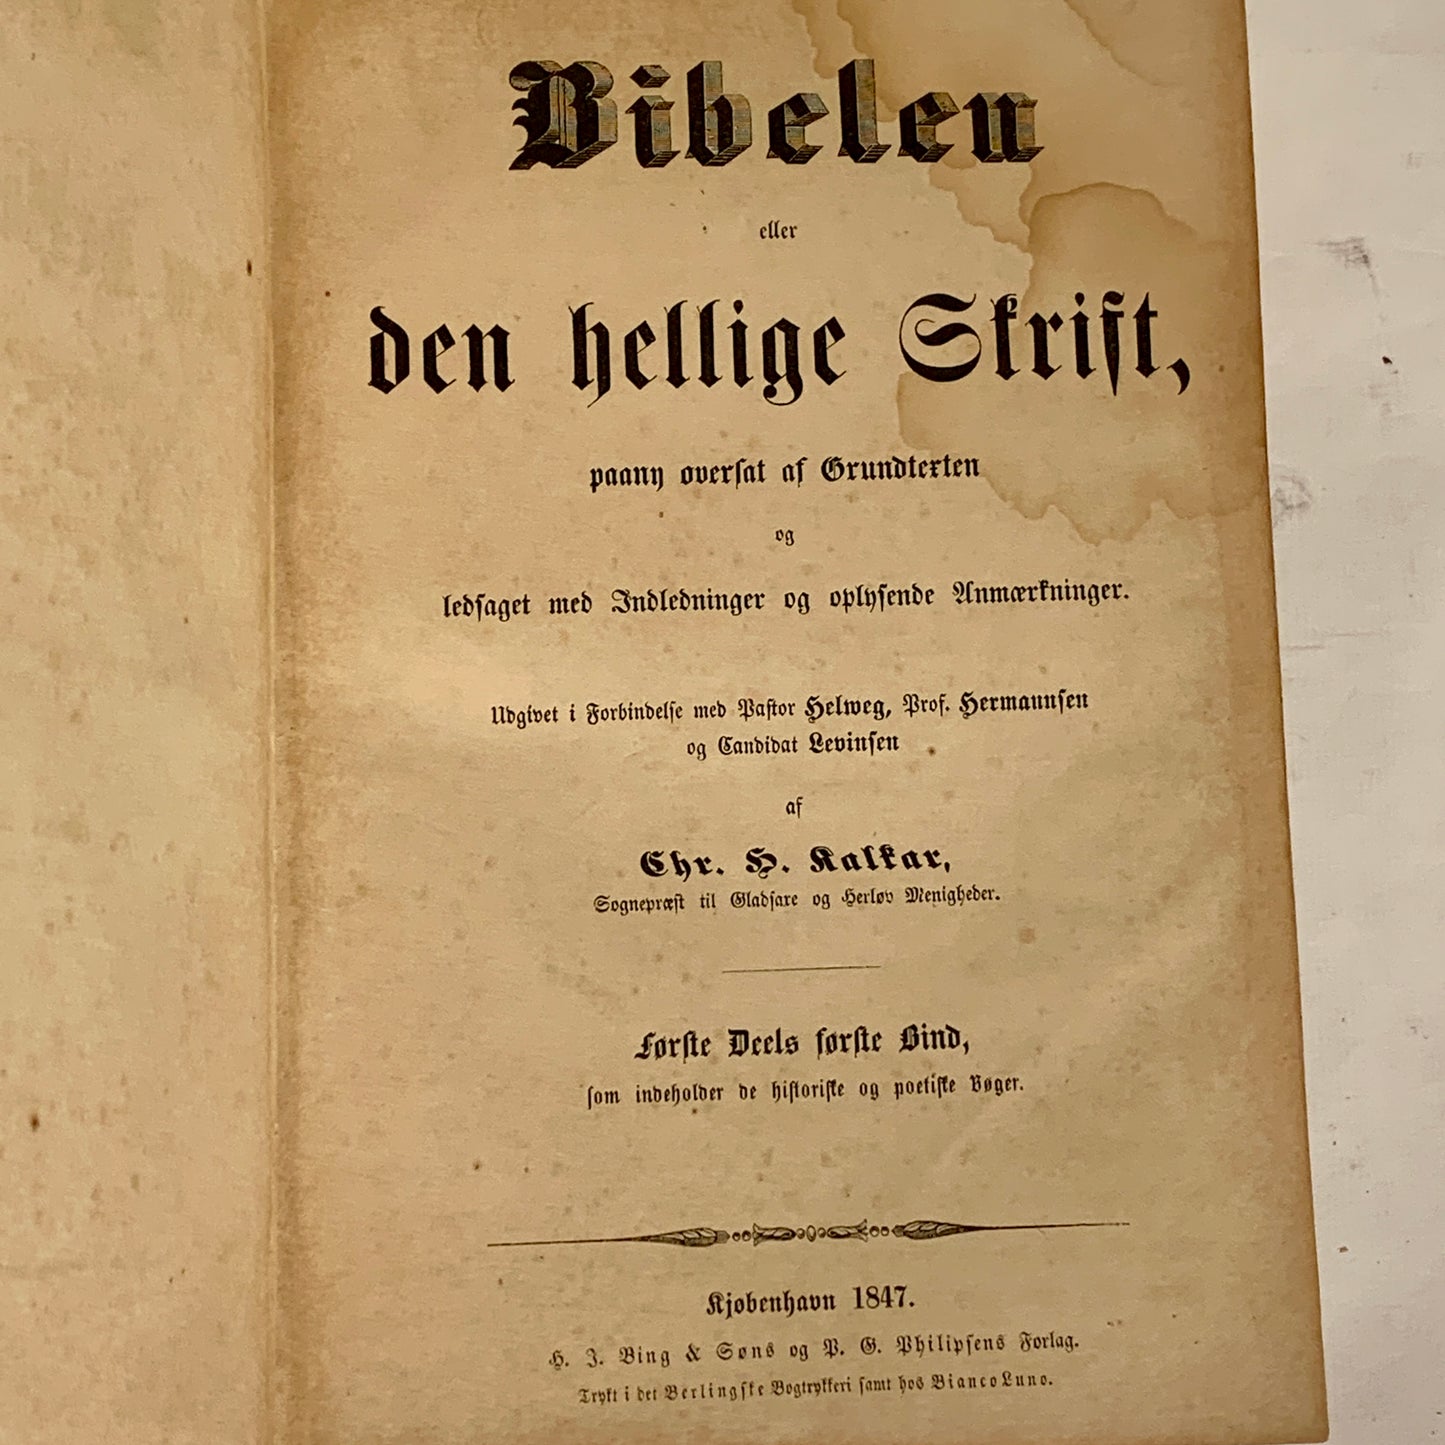 Bibelen
eller
den hellige Skrift,
paany oversat af Grundtexten
og
ledsaget med Indledninger og oplysende Anmærkninger.
Udgivet i Forbindelse med Pastor Helweg, Prof. Hermannsen
og Candidat Levinsen
af
Chr. H. Kalkar,
Sognepræst til Gladsaxe og Herløv Menigheder.
Første Deels første Bind,
som indeholder de historiske og poetiske Bøger.
Kjøbenhavn 1847.
H. J. Bing & Søns og P. G. Philipsens Forlag.
Trykt i det Berlingske Bogtrykkeri samt hos Bianco Luno.